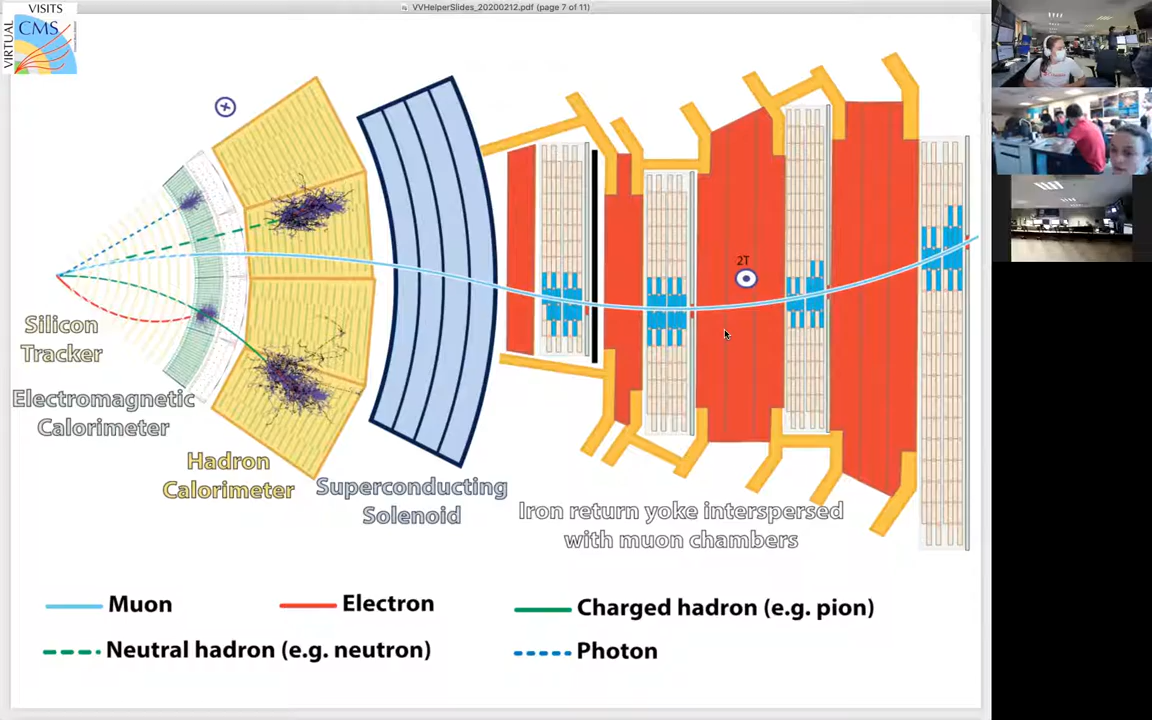 VVHelperSlides_20200212.pdf (page 7 of 11)
VISITS
VIRTUAL
CMS
2T
Silicon
Tracker
Electromagnetic
Calorimeter
Hadron
Calorimeter
Superconducting
Solenoid
Iron return yoke interspersed
with muon chambers
Muon
Electron
Charged hadron (e.g. pion)
Neutral hadron (e.g. neutron)
Photon